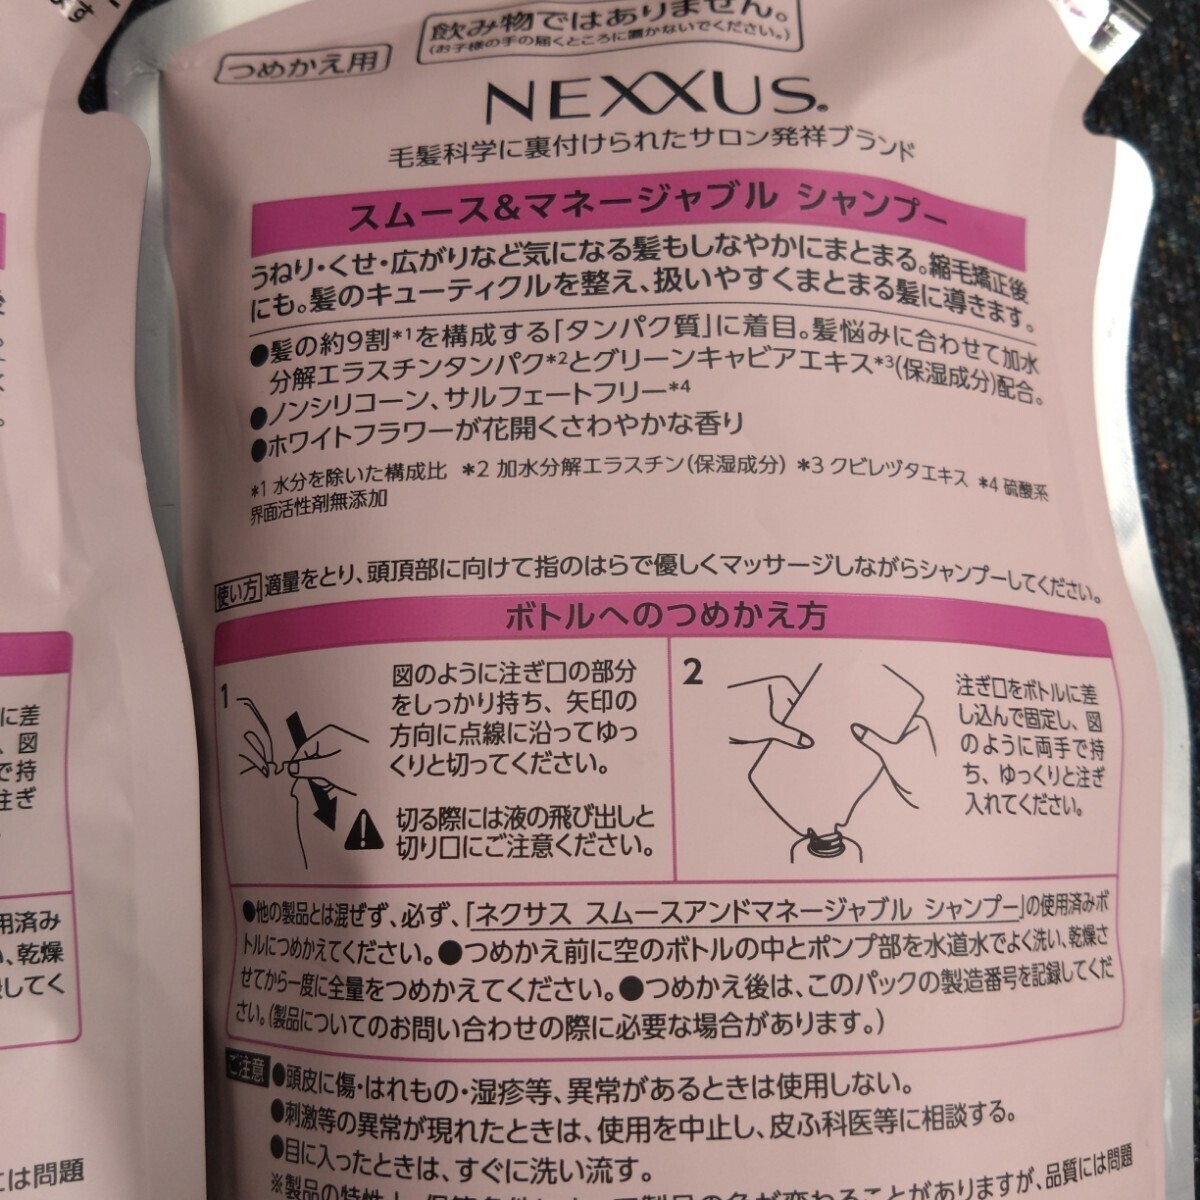 飲み物ではありません。
(お子様の手の届くところに置かないでください。)
つめかえ用
NEXXUS®
毛髪科学に裏付けられたサロン発祥ブランド
スムース&マネージャブル シャンプー
うねり・くせ・広がりなど気になる髪もしなやかにまとまる。縮毛矯正後
にも。髪のキューティクルを整え、扱いやすくまとまる髪に導きます。
●髪の約9割*1を構成する「タンパク質」に着目。髪悩みに合わせて加水
分解エラスチンタンパク*2とグリーンキャビアエキス*3(保湿成分)配合。
●ノンシリコーン、サルフェートフリー*4
●ホワイトフラワーが花開くさわやかな香り
*1 水分を除いた構成比 *2 加水分解エラスチン(保湿成分) *3 クビレヅタエキス *4 硫酸系
界面活性剤無添加
使い方 適量をとり、頭頂部に向けて指のはらで優しくマッサージしながらシャンプーしてください。
ボトルへのつめかえ方
1
図のように注ぎ口の部分
をしっかり持ち、矢印の
方向に点線に沿ってゆっ
くりと切ってください。
切る際には液の飛び出しと
切り口にご注意ください。
2
注ぎ口をボトルに差
し込んで固定し、図
のように両手で持
ち、ゆっくりと注ぎ
入れてください。
●他の製品とは混ぜず、必ず、「ネクサス スムースアンドマネージャブル シャンプー」の使用済みボ
トルにつめかえてください。●つめかえ前に空のボトルの中とポンプ部を水道水でよく洗い、乾燥さ
せてから一度に全量をつめかえてください。●つめかえ後は、このパックの製造番号を記録してくだ
さい。(製品についてのお問い合わせの際に必要な場合があります。)
ご注意 ●頭皮に傷・はれもの・湿疹等、異常があるときは使用しない。
●刺激等の異常が現れたときは、使用を中止し、皮ふ科医等に相談する。
●目に入ったときは、すぐに洗い流す。
に差
、図
で持
注ぎ
用済み
、乾燥
録してく
には問題